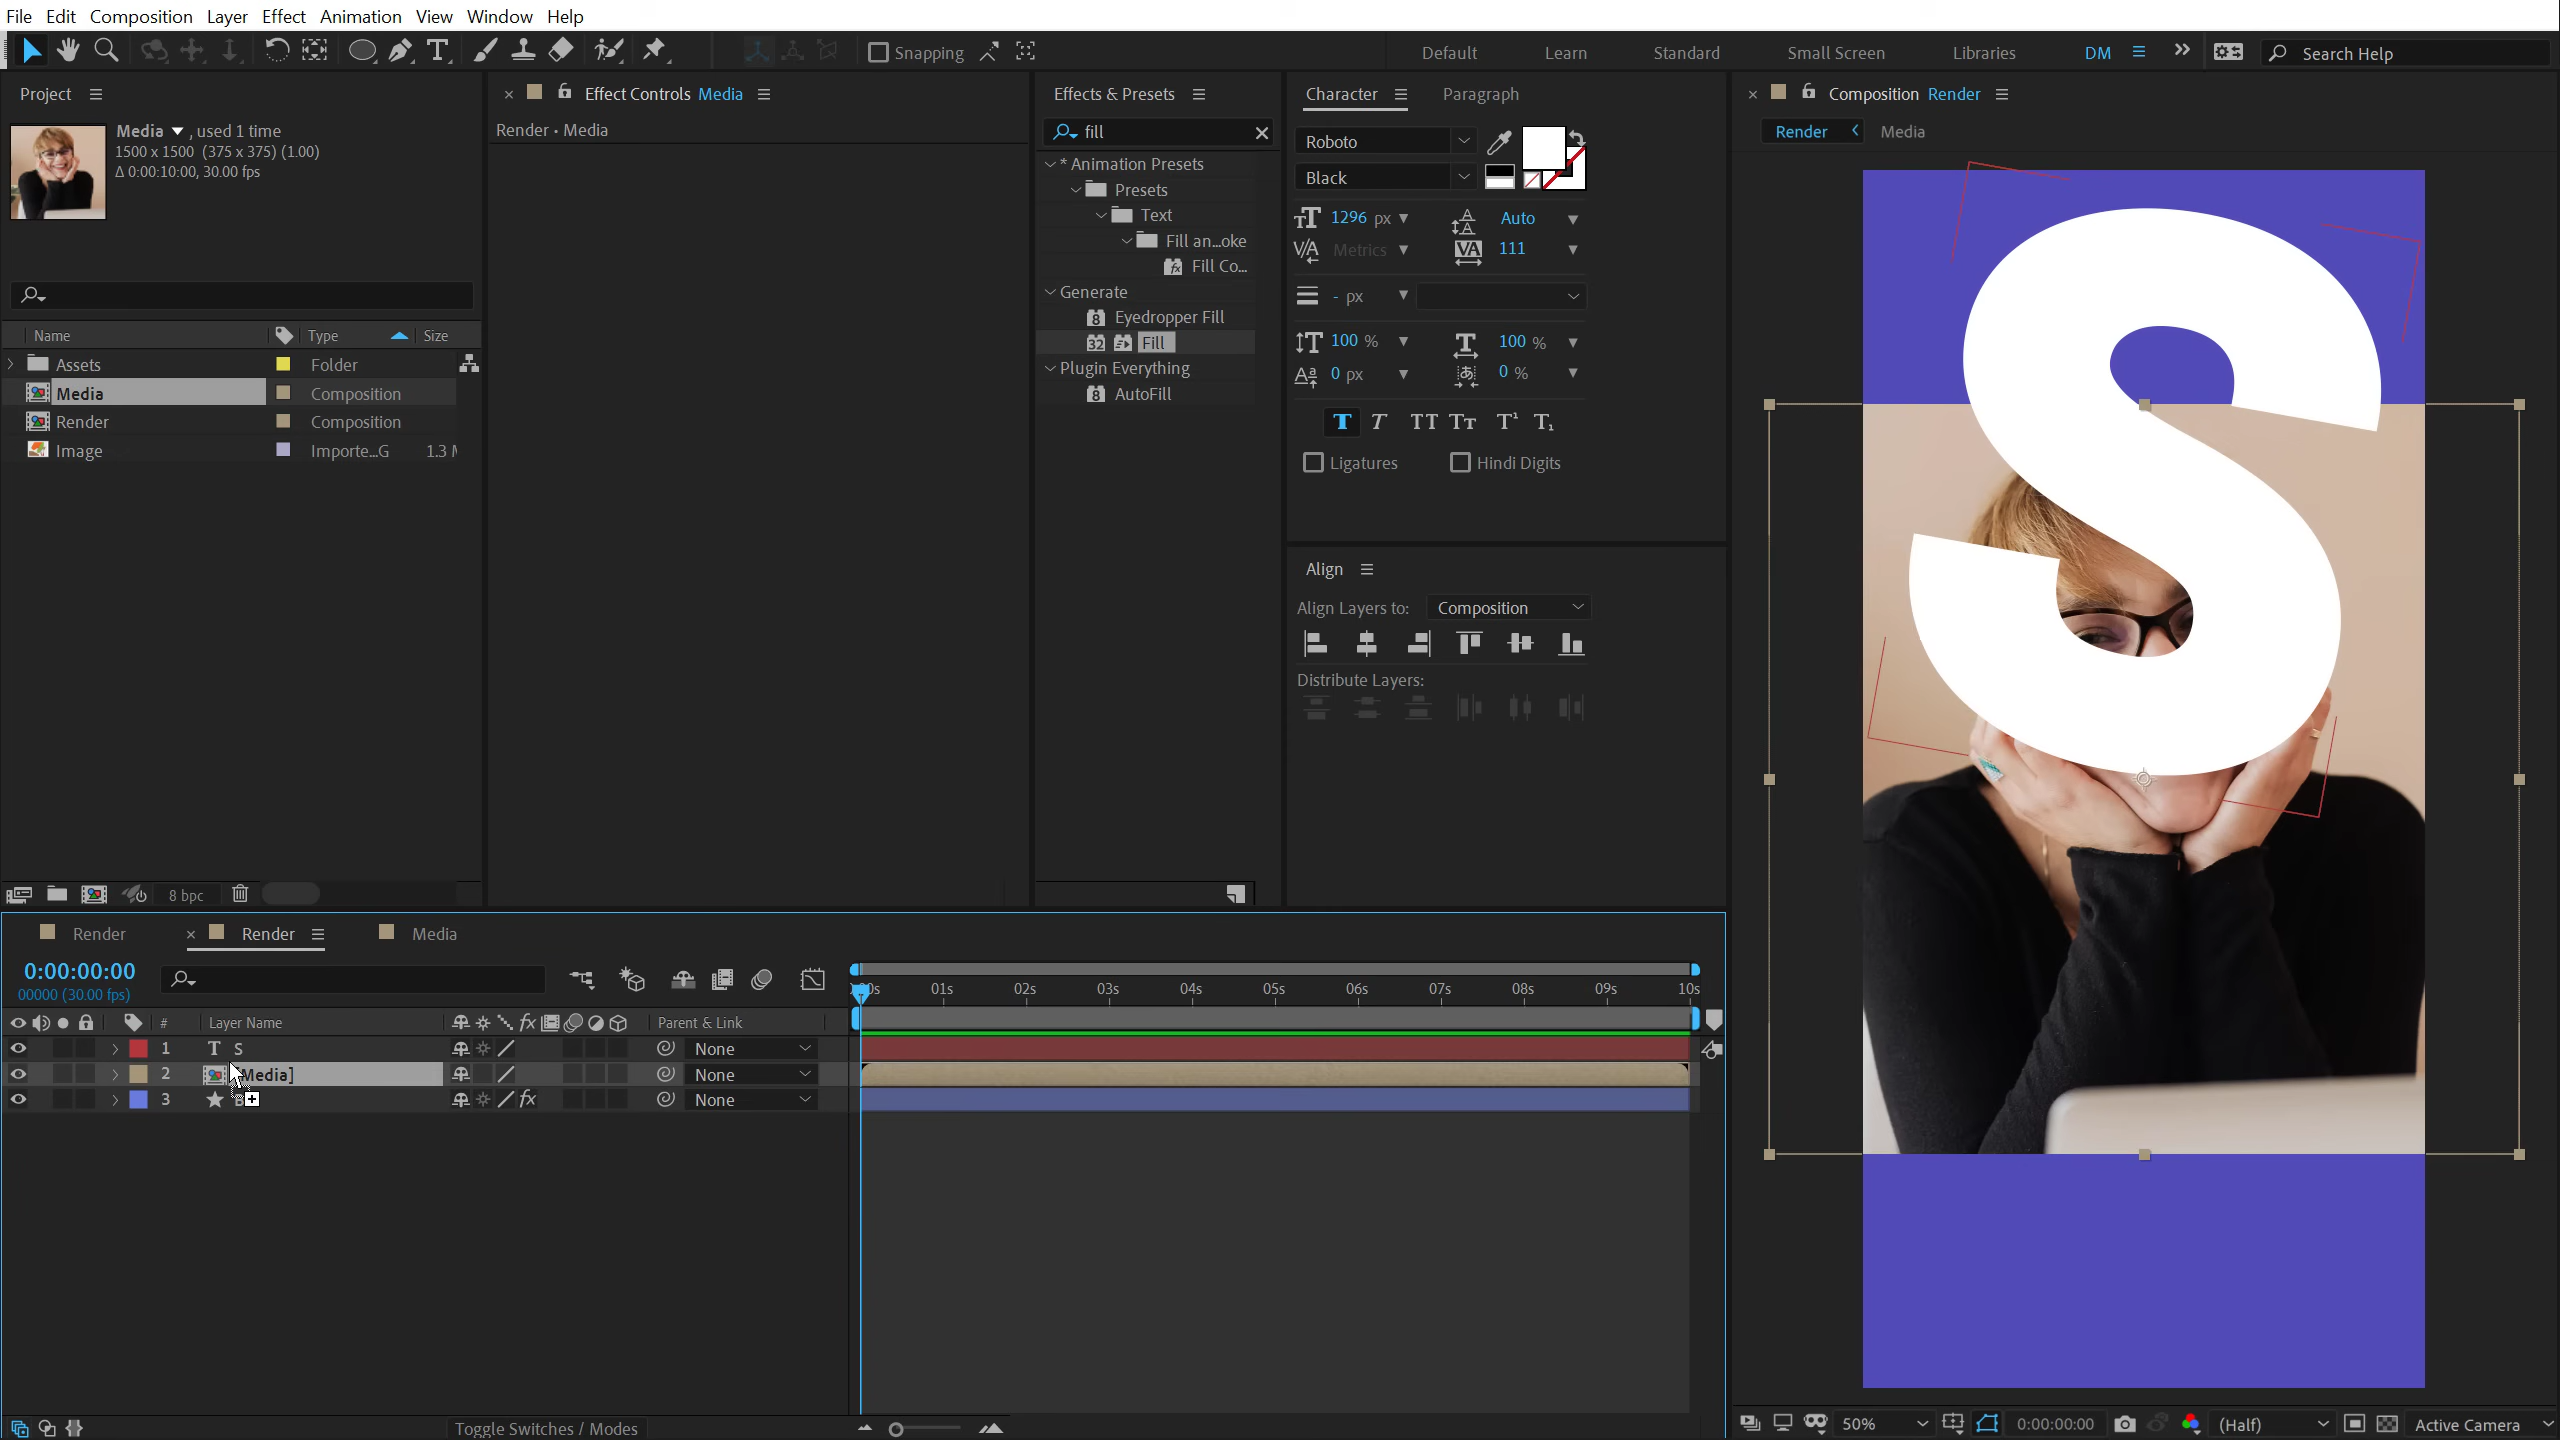 File Edit Composition Layer Effect Animation View Window Help
Snapping
Default Learn Standard Small Screen Libraries DM Search Help
Project
Media , used 1 time
1500 x 1500 (375 x 375) (1.00)
Δ 0:00:10:00, 30.00 fps
Name Type Size
Assets Folder
Media Composition
Render Composition
Image Importe...G 1.3 M
8 bpc
Effect Controls Media
Render • Media
Effects & Presets
fill
* Animation Presets
Presets
Text
Fill an...oke
Fill Co...
Generate
Eyedropper Fill
32 Fill
Plugin Everything
AutoFill
Character Paragraph
Roboto
Black
1296 px Auto
Metrics 111
- px
100 % 100 %
0 px 0 %
Ligatures Hindi Digits
Align
Align Layers to: Composition
Distribute Layers:
Composition Render
Render Media
S
Render Render Media
0:00:00:00
00000 (30.00 fps)
01s 02s 03s 04s 05s 06s 07s 08s 09s 10s
# Layer Name Parent & Link
1 S None
2 [Media] None
3 None
Toggle Switches / Modes
50% 0:00:00:00 (Half) Active Camera